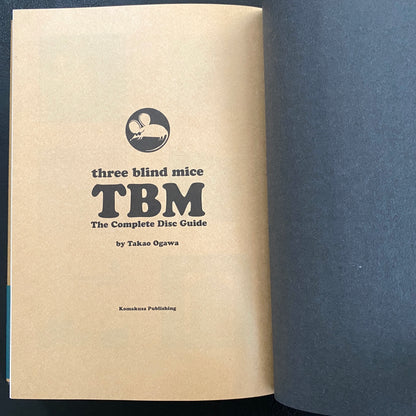 three blind mice
TBM
The Complete Disc Guide
by Takao Ogawa
Komakusa Publishing